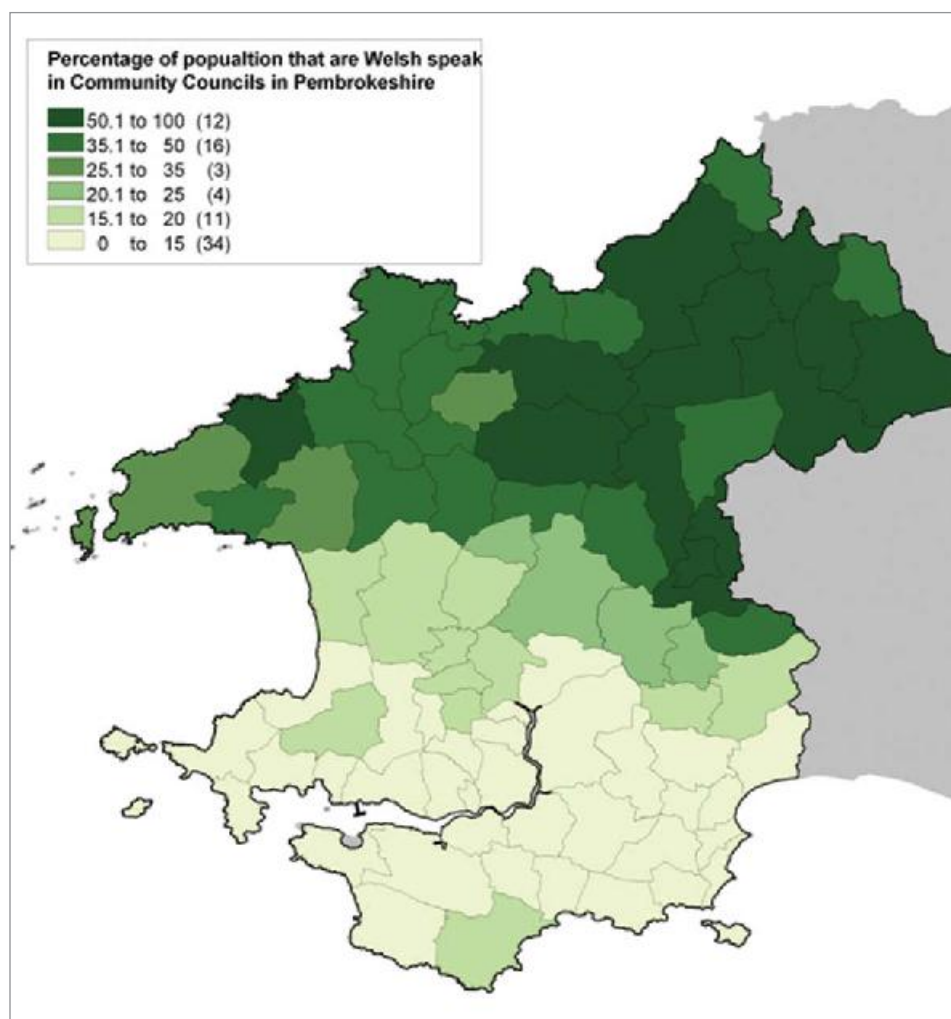 Percentage of popualtion that are Welsh speak
in Community Councils in Pembrokeshire
50.1 to 100 (12)
35.1 to 50 (16)
25.1 to 35 (3)
20.1 to 25 (4)
15.1 to 20 (11)
0 to 15 (34)